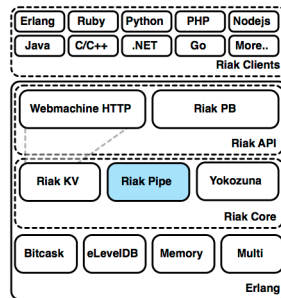 Erlang Ruby Python PHP Nodejs
Java C/C++ .NET Go More..
Riak Clients
Webmachine HTTP Riak PB
Riak API
Riak KV Riak Pipe Yokozuna
Riak Core
Bitcask eLevelDB Memory Multi
Erlang